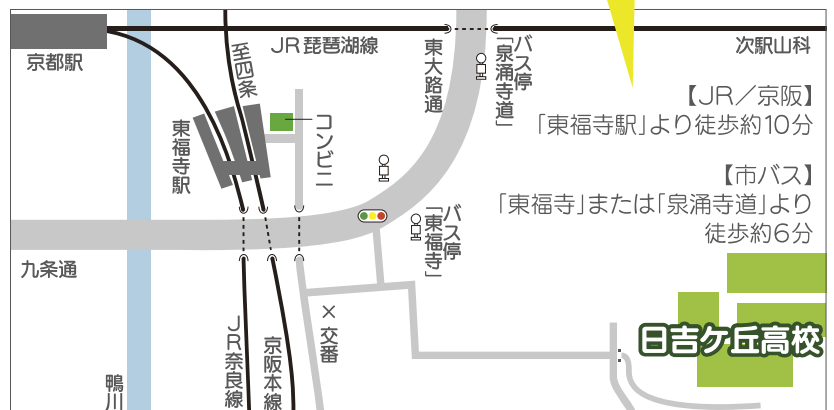 京都駅
至四条
JR琵琶湖線
東大路通
バス停
「泉涌寺道」
次駅山科
【JR／京阪】
「東福寺駅」より徒歩約10分
コンビニ
東福寺駅
【市バス】
「東福寺」または「泉涌寺道」より
徒歩約6分
バス停
「東福寺」
九条通
×交番
JR奈良線
京阪本線
鴨川
日吉ケ丘高校